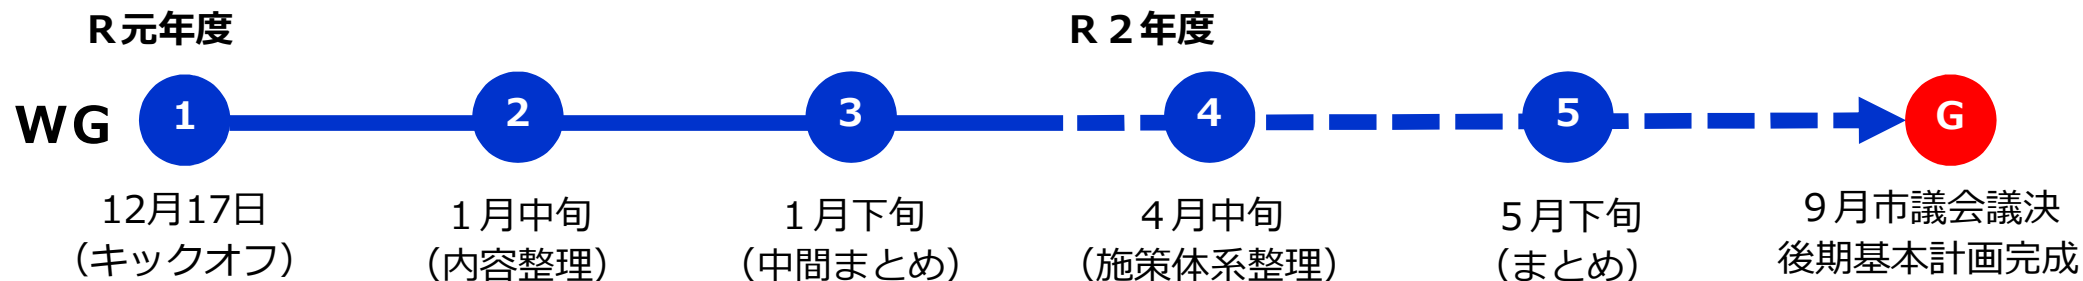 R元年度
R２年度
WG
1
2
3
4
5
G
12月17日
（キックオフ）
１月中旬
（内容整理）
１月下旬
（中間まとめ）
４月中旬
（施策体系整理）
５月下旬
（まとめ）
９月市議会議決
後期基本計画完成